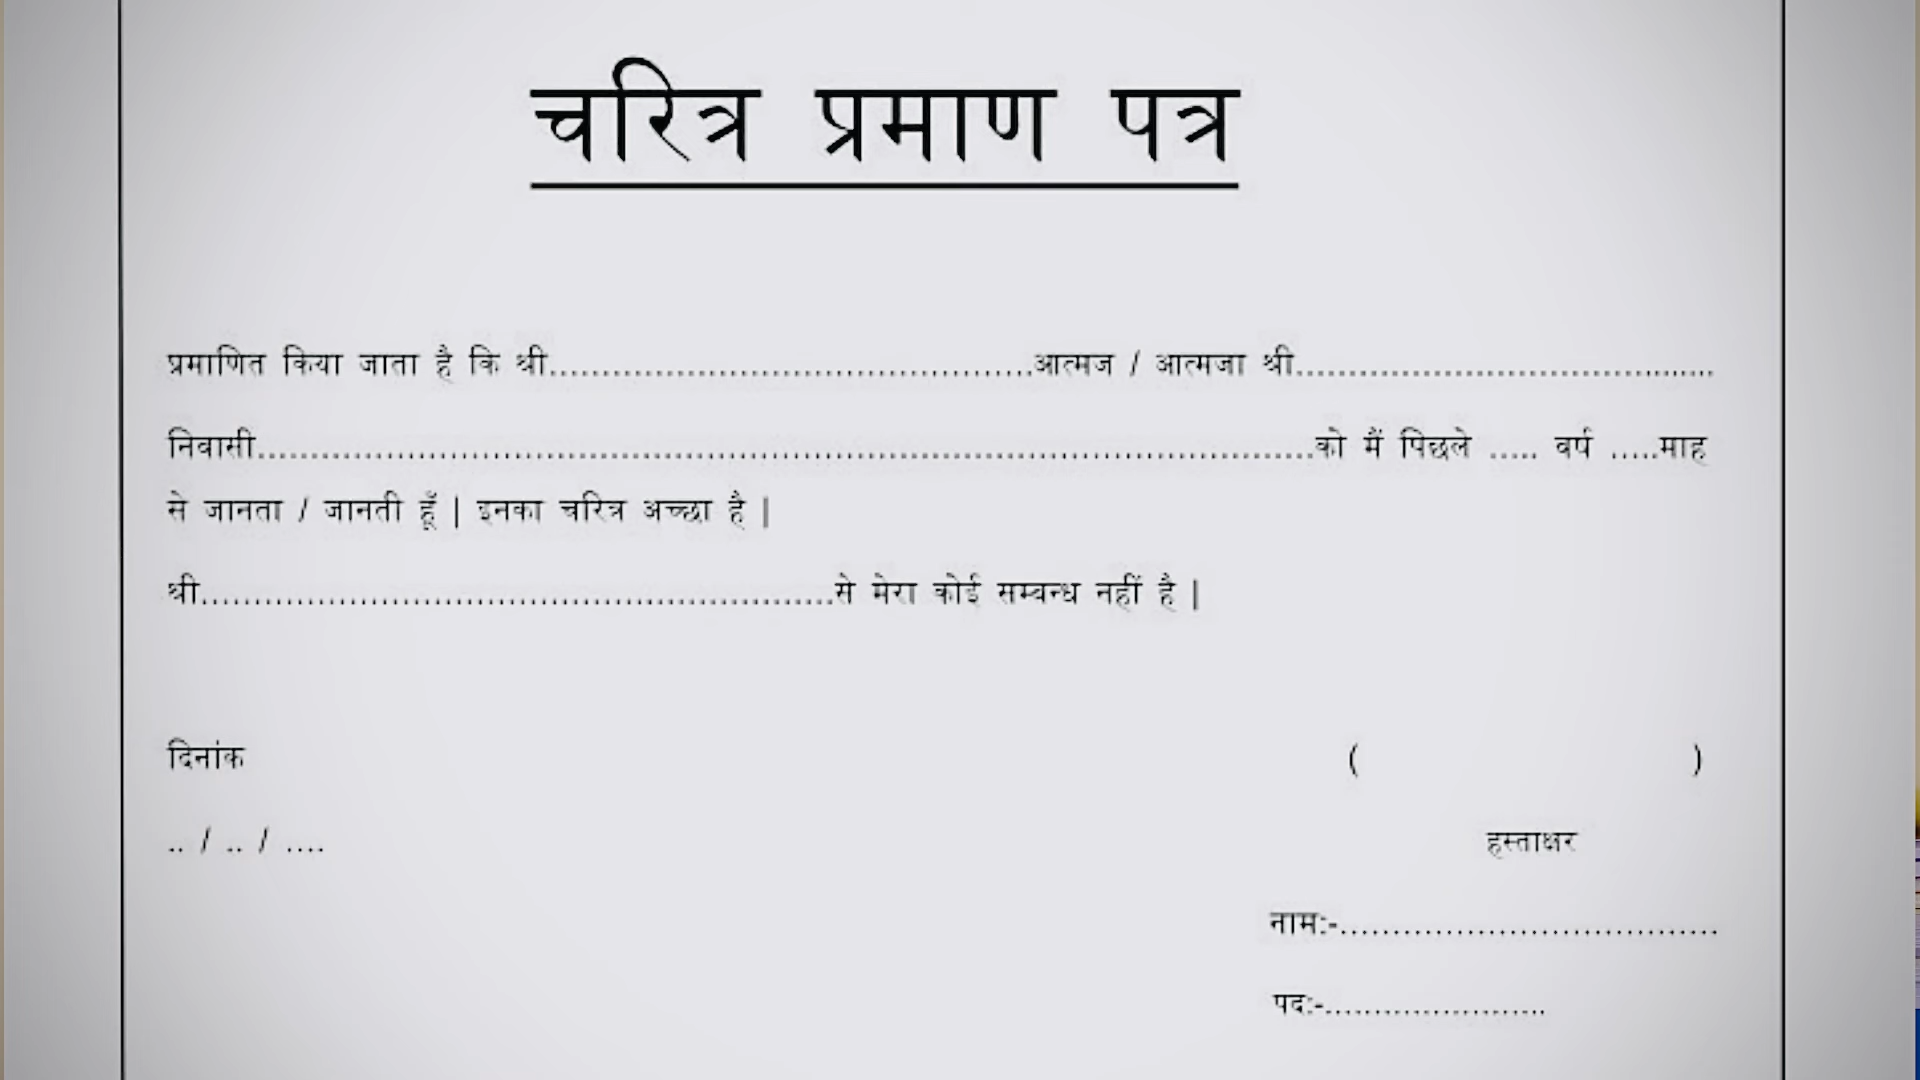 चरित्र प्रमाण पत्र
प्रमाणित किया जाता है कि श्री..............................................आत्मज / आत्मजा श्री........................................
निवासी.....................................................................................................को मैं पिछले ..... वर्ष .....माह
से जानता / जानती हूँ | इनका चरित्र अच्छा है |
श्री.............................................................से मेरा कोई सम्बन्ध नहीं है |
दिनांक ( )
.. / .. / .... हस्ताक्षर
नाम:-....................................
पद:-.....................